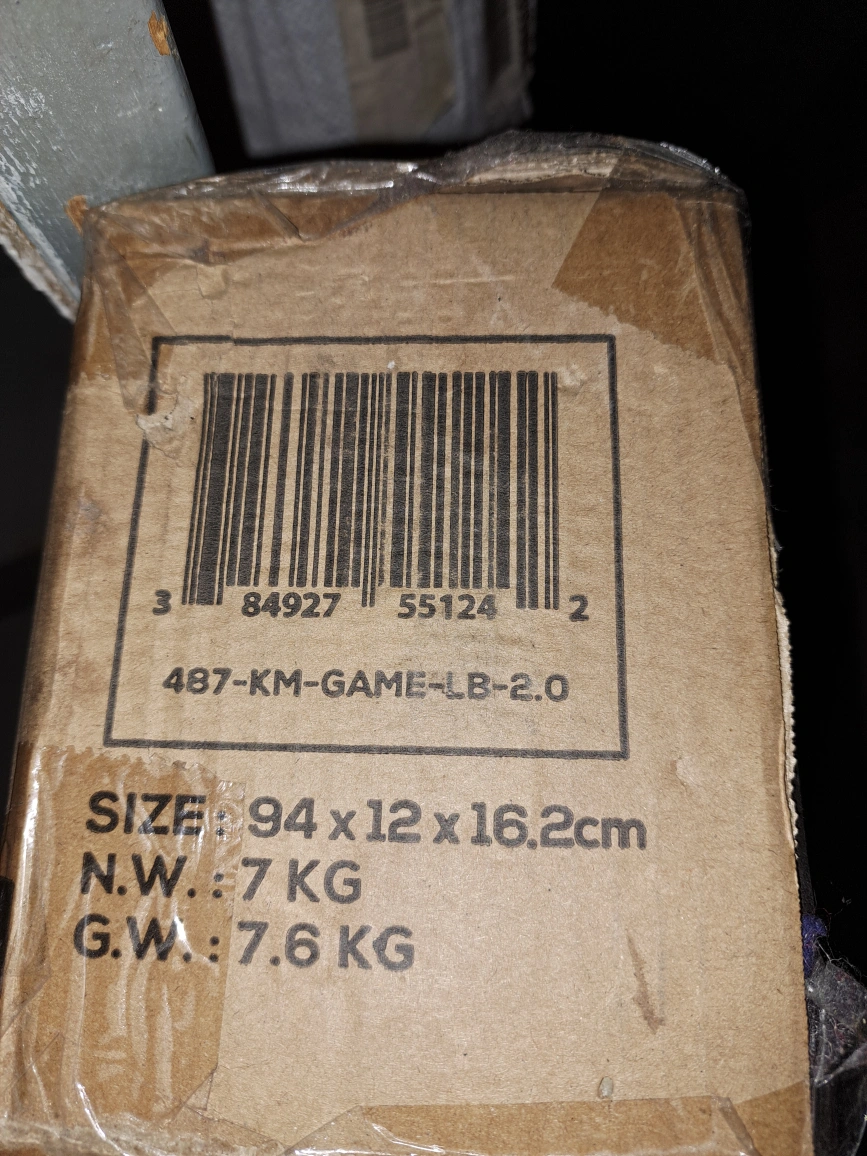 3 84927 55124 2
487-KM-GAME-LB-2.0
SIZE: 94 x 12 x 16.2cm
N.W. : 7 KG
G.W. : 7.6 KG